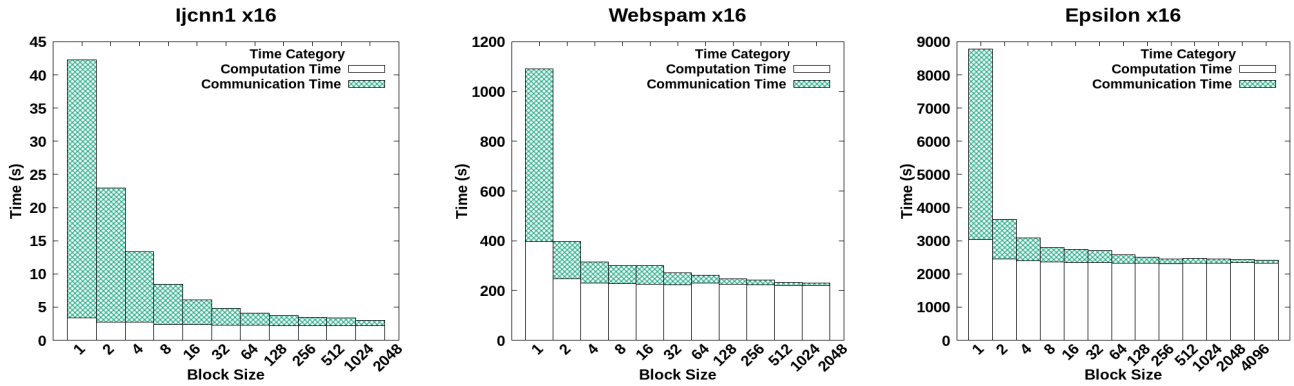 Ijcnn1 x16
Time (s)
45
40
35
30
25
20
15
10
5
0
Time Category
Computation Time
Communication Time
1 2 4 8 16 32 64 128 256 512 1024 2048
Block Size
Webspam x16
Time (s)
1200
1000
800
600
400
200
0
Time Category
Computation Time
Communication Time
1 2 4 8 16 32 64 128 256 512 1024 2048
Block Size
Epsilon x16
Time (s)
9000
8000
7000
6000
5000
4000
3000
2000
1000
0
Time Category
Computation Time
Communication Time
1 2 4 8 16 32 64 128 256 512 1024 2048 4096
Block Size